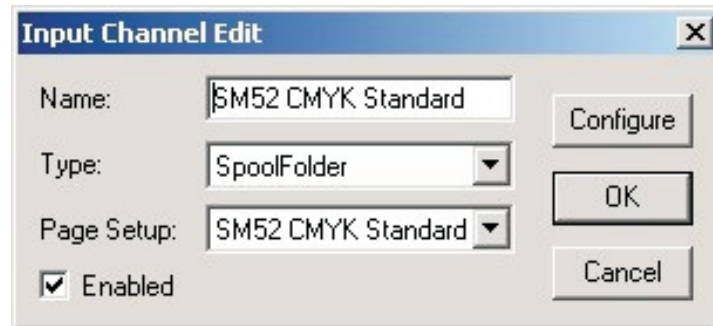 Input Channel Edit
Name: SM52 CMYK Standard
Configure
Type: SpoolFolder
OK
Page Setup: SM52 CMYK Standard
Enabled
Cancel